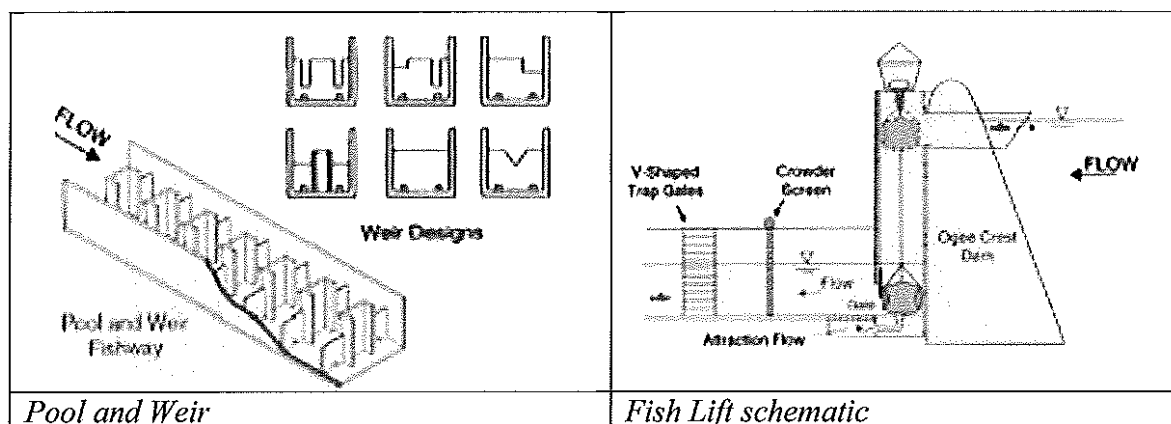 FLOW
Weir Designs
Pool and Weir
Fishway
Pool and Weir
V-Shaped
Trap Gates
Crowder
Screen
FLOW
Ogee Crest
Dam
Flow
Attraction Flow
Fish Lift schematic